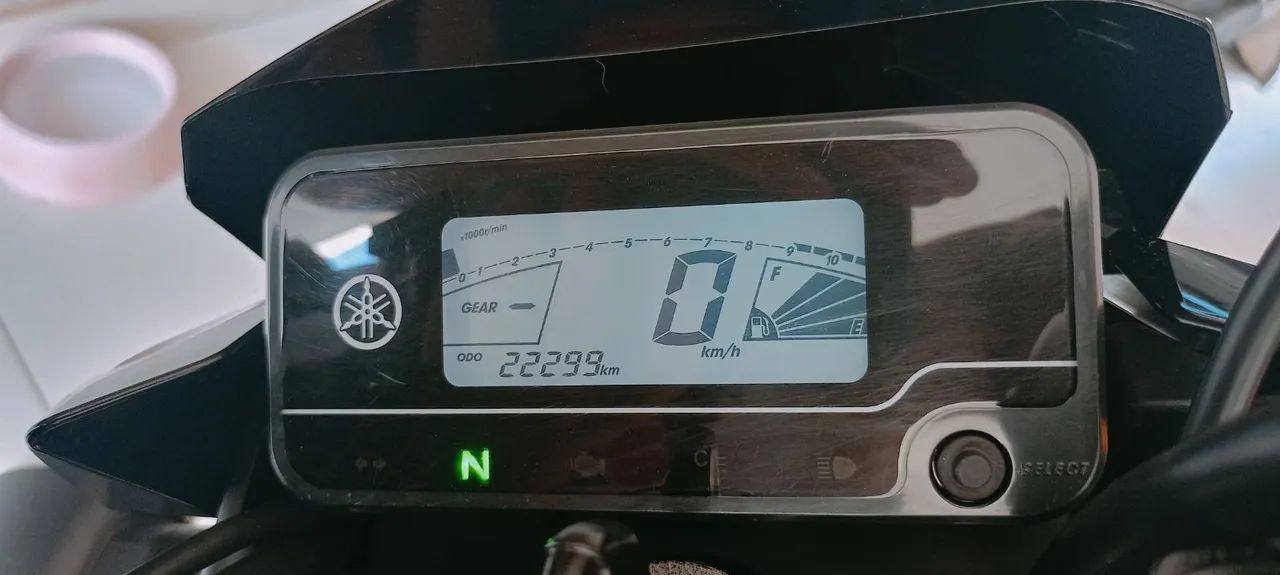 x1000r/min
0 1 2 3 4 5 6 7 8 9 10
GEAR -
0
km/h
F
E
ODO 22299km
N
SELECT